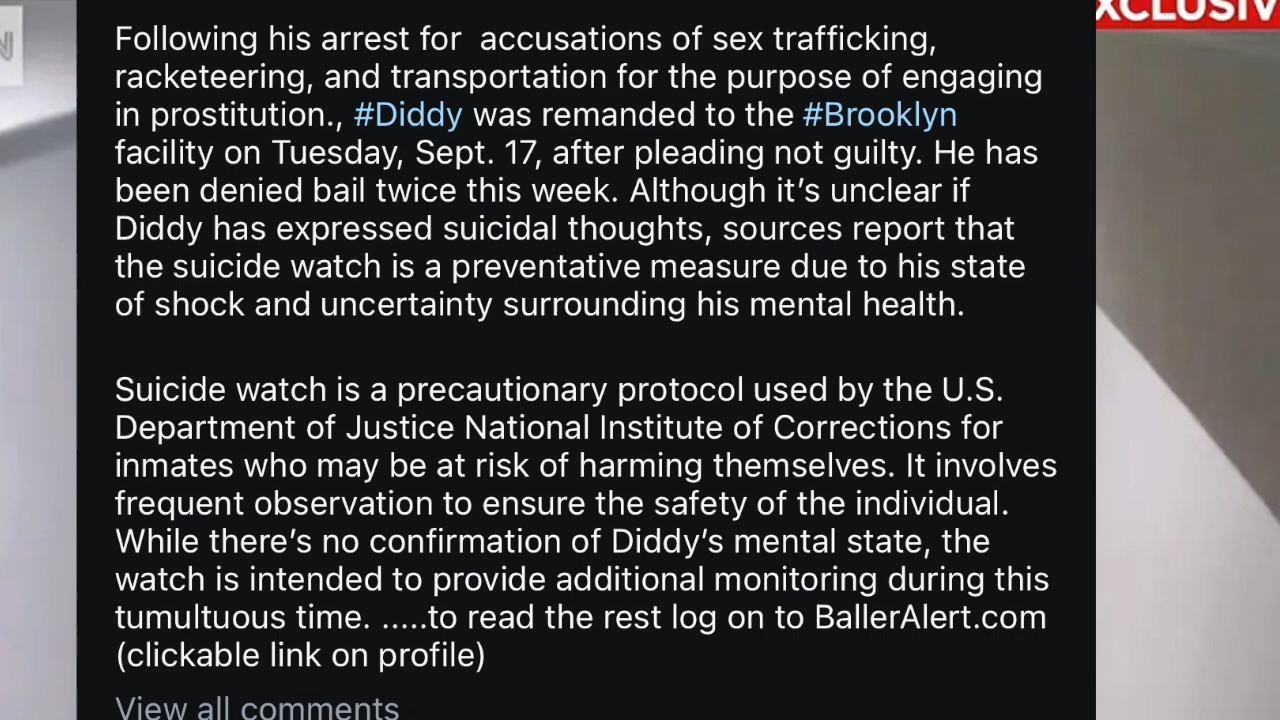 XCLUSIV
N
Following his arrest for  accusations of sex trafficking,
racketeering, and transportation for the purpose of engaging
in prostitution., #Diddy was remanded to the #Brooklyn
facility on Tuesday, Sept. 17, after pleading not guilty. He has
been denied bail twice this week. Although it’s unclear if
Diddy has expressed suicidal thoughts, sources report that
the suicide watch is a preventative measure due to his state
of shock and uncertainty surrounding his mental health.
Suicide watch is a precautionary protocol used by the U.S.
Department of Justice National Institute of Corrections for
inmates who may be at risk of harming themselves. It involves
frequent observation to ensure the safety of the individual.
While there’s no confirmation of Diddy’s mental state, the
watch is intended to provide additional monitoring during this
tumultuous time. .....to read the rest log on to BallerAlert.com
(clickable link on profile)
View all comments